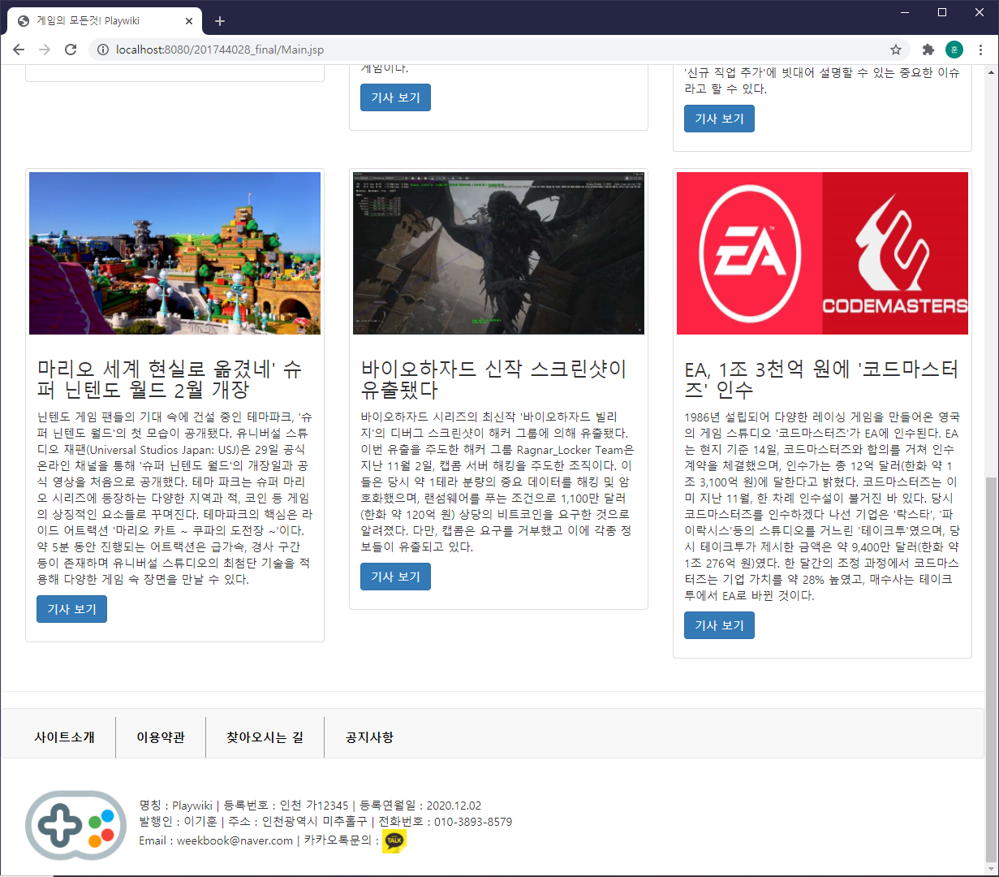 게임의 모든것! Playwiki
localhost:8080/201744028_final/Main.jsp
훈
게임이다.
기사 보기
'신규 직업 추가'에 빗대어 설명할 수 있는 중요한 이슈
라고 할 수 있다.
기사 보기
마리오 세계 현실로 옮겼네' 슈
퍼 닌텐도 월드 2월 개장
닌텐도 게임 팬들의 기대 속에 건설 중인 테마파크, '슈
퍼 닌텐도 월드'의 첫 모습이 공개됐다. 유니버설 스튜
디오 재팬(Universal Studios Japan: USJ)은 29일 공식
온라인 채널을 통해 '슈퍼 닌텐도 월드'의 개장일과 공
식 영상을 처음으로 공개했다. 테마 파크는 슈퍼 마리
오 시리즈에 등장하는 다양한 지역과 적, 코인 등 게임
의 상징적인 요소들로 꾸며진다. 테마파크의 핵심은 라
이드 어트랙션 '마리오 카트 ~ 쿠파의 도전장 ~'이다.
약 5분 동안 진행되는 어트랙션은 급가속, 경사 구간
등이 존재하며 유니버설 스튜디오의 최첨단 기술을 적
용해 다양한 게임 속 장면을 만날 수 있다.
기사 보기
바이오하자드 신작 스크린샷이
유출됐다
바이오하자드 시리즈의 최신작 '바이오하자드 빌리
지'의 디버그 스크린샷이 해커 그룹에 의해 유출됐다.
이번 유출을 주도한 해커 그룹 Ragnar_Locker Team은
지난 11월 2일, 캡콤 서버 해킹을 주도한 조직이다. 이
들은 당시 약 1테라 분량의 중요 데이터를 해킹 및 암
호화했으며, 랜섬웨어를 푸는 조건으로 1,100만 달러
(한화 약 120억 원) 상당의 비트코인을 요구한 것으로
알려졌다. 다만, 캡콤은 요구를 거부했고 이에 각종 정
보들이 유출되고 있다.
기사 보기
EA
TM
CODEMASTERS
EA, 1조 3천억 원에 '코드마스터
즈' 인수
1986년 설립되어 다양한 레이싱 게임을 만들어온 영국
의 게임 스튜디오 '코드마스터즈'가 EA에 인수된다. EA
는 현지 기준 14일, 코드마스터즈와 합의를 거쳐 인수
계약을 체결했으며, 인수가는 총 12억 달러(한화 약 1
조 3,100억 원)에 달한다고 밝혔다. 코드마스터즈는 이
미 지난 11월, 한 차례 인수설이 불거진 바 있다. 당시
코드마스터즈를 인수하겠다 나선 기업은 '락스타', '파
이락시스'등의 스튜디오를 거느린 '테이크투'였으며, 당
시 테이크투가 제시한 금액은 약 9,400만 달러(한화 약
1조 276억 원)였다. 한 달간의 조정 과정에서 코드마스
터즈는 기업 가치를 약 28% 높였고, 매수사는 테이크
투에서 EA로 바뀐 것이다.
기사 보기
사이트소개
이용약관
찾아오시는 길
공지사항
명칭 : Playwiki | 등록번호 : 인천 가12345 | 등록연월일 : 2020.12.02
발행인 : 이기훈 | 주소 : 인천광역시 미추홀구 | 전화번호 : 010-3893-8579
Email : weekbook@naver.com | 카카오톡문의 :
TALK